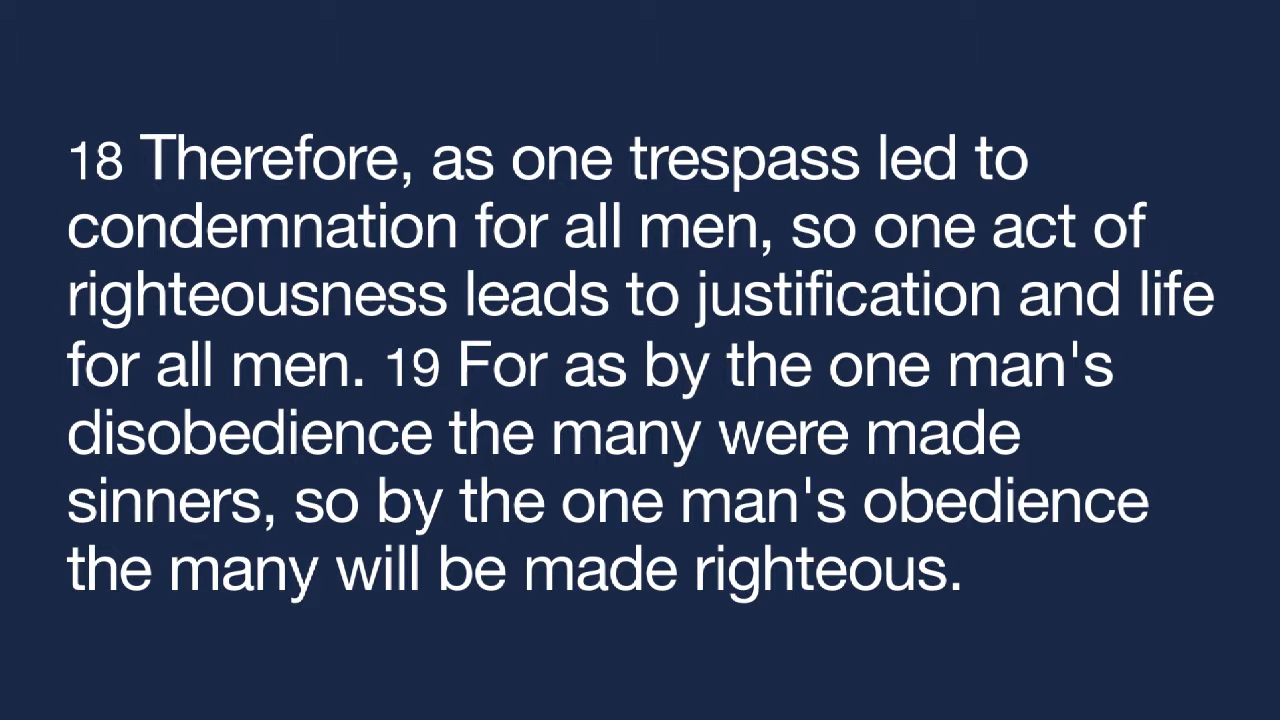 18 Therefore, as one trespass led to
condemnation for all men, so one act of
righteousness leads to justification and life
for all men. 19 For as by the one man's
disobedience the many were made
sinners, so by the one man's obedience
the many will be made righteous.